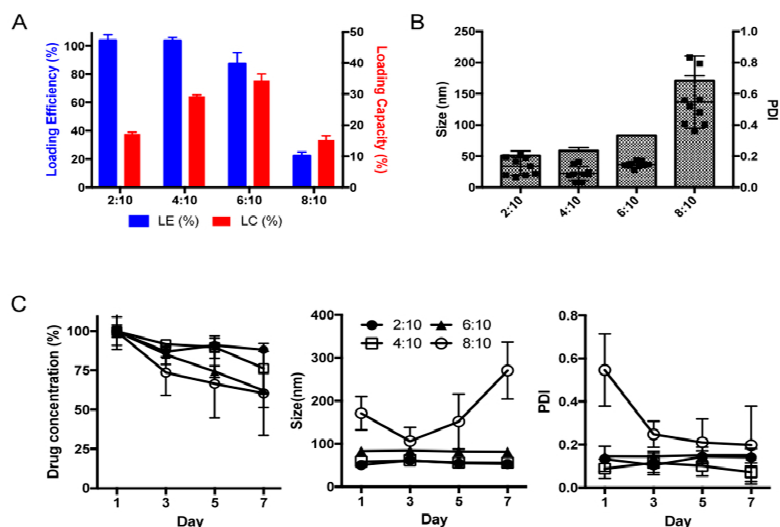 A
Loading Efficiency (%)
100
80
60
40
20
0
50
40
30
20
10
0
Loading Capacity (%)
2:10 4:10 6:10 8:10
LE (%) LC (%)
B
Size (nm)
250
200
150
100
50
0
1.0
0.8
0.6
0.4
0.2
0.0
PDI
2:10 4:10 6:10 8:10
C
Drug concentration (%)
100
75
50
25
0
1 3 5 7
Day
Size(nm)
400
300
200
100
0
2:10 6:10
4:10 8:10
1 3 5 7
Day
PDI
0.8
0.6
0.4
0.2
0.0
1 3 5 7
Day